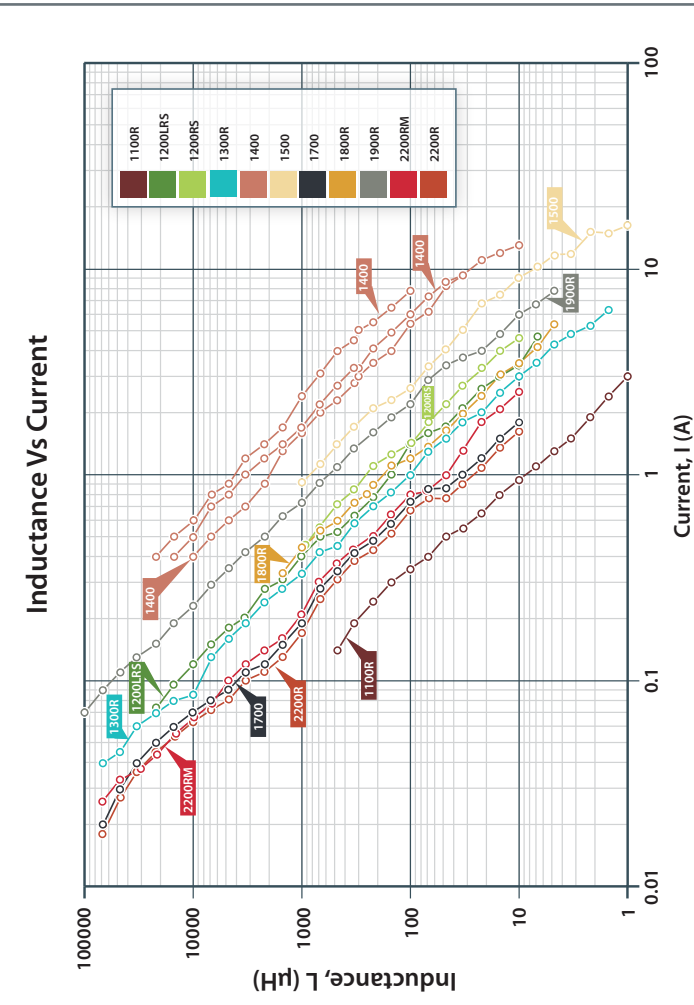 Inductance Vs Current
1100R
1200LRS
1200RS
1300R
1400
1500
1700
1800R
1900R
2200RM
2200R
Inductance, L (µH)
100000
10000
1000
100
10
1
Current, I (A)
0.01
0.1
1
10
100
1400
1400
1400
1500
1900R
1200RS
1800R
1200LRS
1300R
2200RM
1700
2200R
1100R